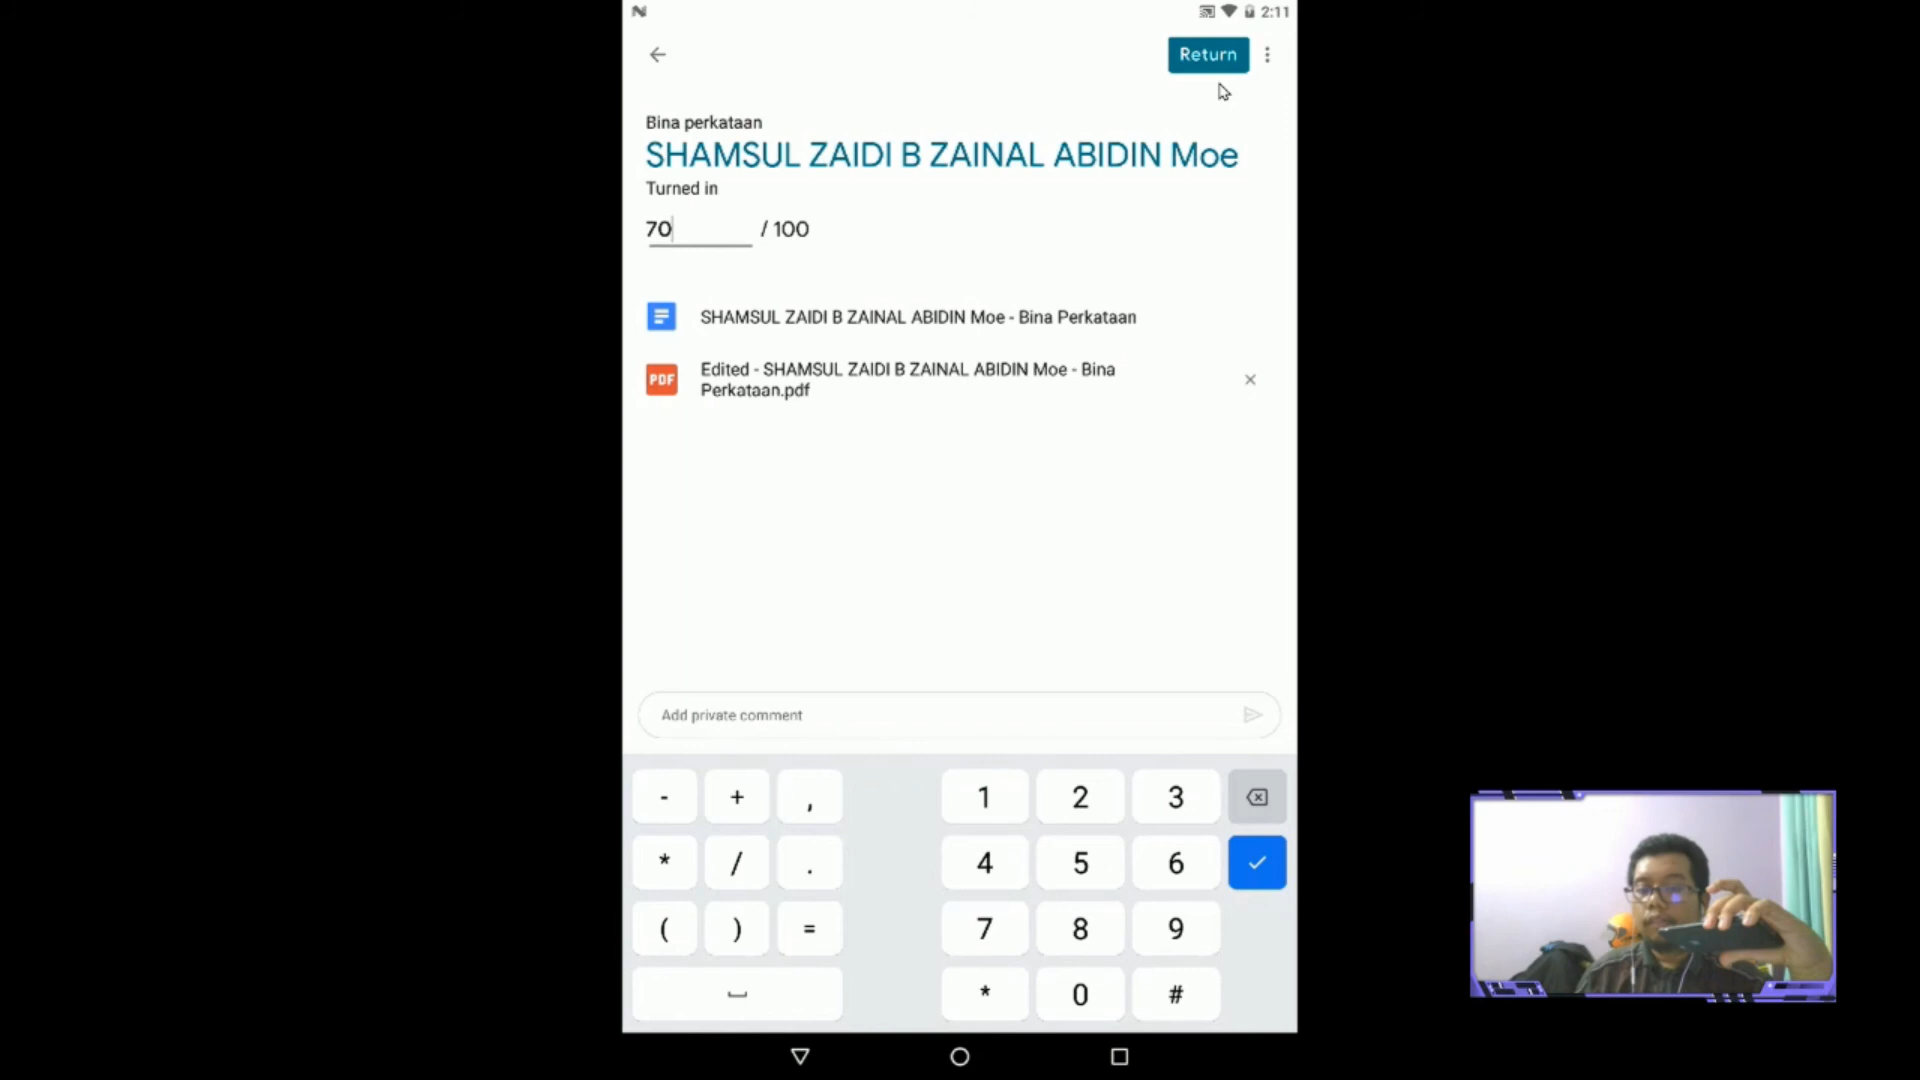 2:11
Return
Bina perkataan
SHAMSUL ZAIDI B ZAINAL ABIDIN Moe
Turned in
70 / 100
SHAMSUL ZAIDI B ZAINAL ABIDIN Moe - Bina Perkataan
PDF
Edited - SHAMSUL ZAIDI B ZAINAL ABIDIN Moe - Bina
Perkataan.pdf
Add private comment
- + , 1 2 3
* / . 4 5 6
( ) = 7 8 9
* 0 #